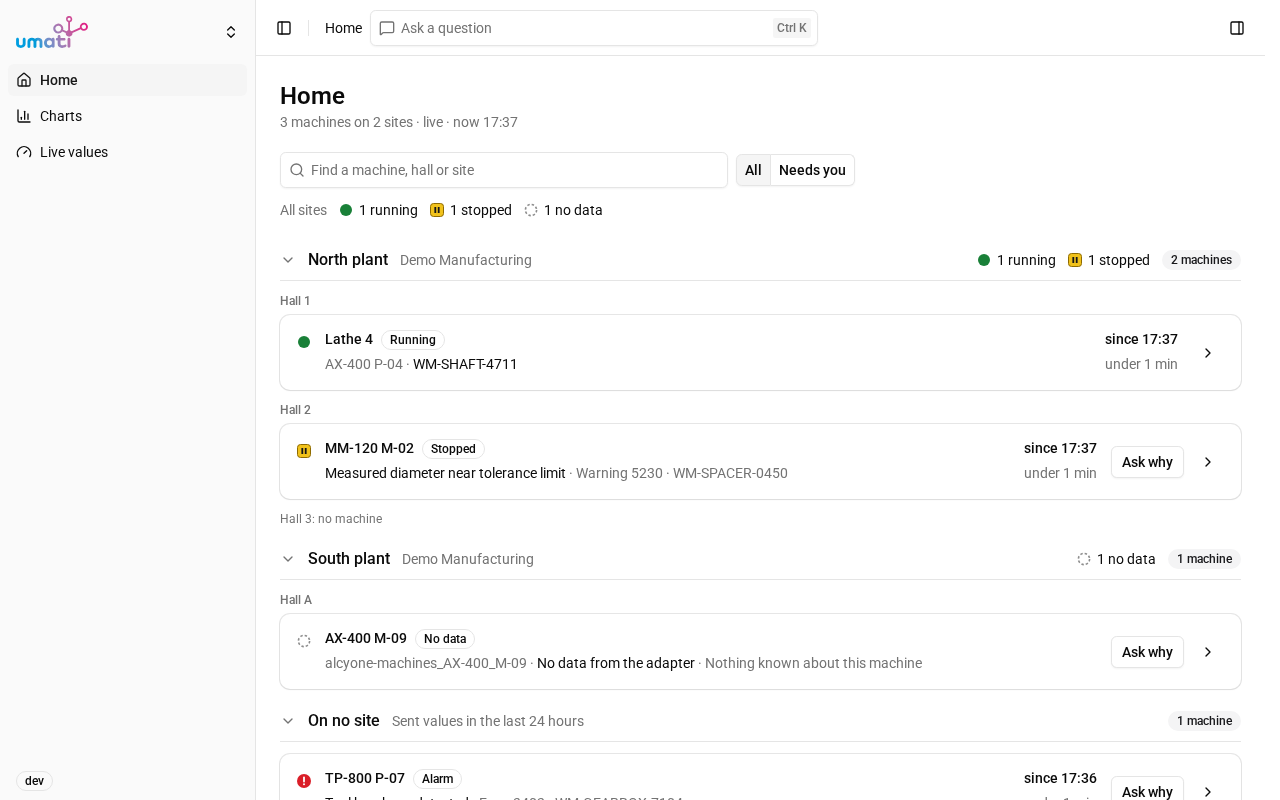 umati
Home
Charts
Live values
dev
Home
Ask a question
Ctrl K
Home
3 machines on 2 sites · live · now 17:37
Find a machine, hall or site
All
Needs you
All sites 1 running 1 stopped 1 no data
North plant Demo Manufacturing 1 running 1 stopped 2 machines
Hall 1
Lathe 4 Running since 17:37
AX-400 P-04 · WM-SHAFT-4711 under 1 min
Hall 2
MM-120 M-02 Stopped since 17:37
Measured diameter near tolerance limit · Warning 5230 · WM-SPACER-0450 under 1 min
Ask why
Hall 3: no machine
South plant Demo Manufacturing 1 no data 1 machine
Hall A
AX-400 M-09 No data
alcyone-machines_AX-400_M-09 · No data from the adapter · Nothing known about this machine
Ask why
On no site Sent values in the last 24 hours 1 machine
TP-800 P-07 Alarm since 17:36
Ask why